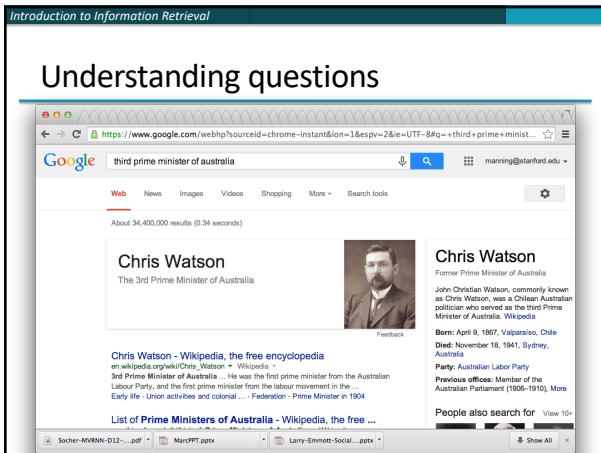 Introduction to Information Retrieval
Understanding questions
https://www.google.com/webhp?sourceid=chrome-instant&ion=1&espv=2&ie=UTF-8#q=+third+prime+minist...
Google
third prime minister of australia
manning@stanford.edu
Web News Images Videos Shopping More Search tools
About 34,400,000 results (0.34 seconds)
Chris Watson
The 3rd Prime Minister of Australia
Feedback
Chris Watson - Wikipedia, the free encyclopedia
en.wikipedia.org/wiki/Chris_Watson Wikipedia
3rd Prime Minister of Australia ... He was the first prime minister from the Australian
Labour Party, and the first prime minister from the labour movement in the ...
Early life - Union activities and colonial ... - Federation - Prime Minister in 1904
List of Prime Ministers of Australia - Wikipedia, the free ...
Chris Watson
Former Prime Minister of Australia
John Christian Watson, commonly known
as Chris Watson, was a Chilean Australian
politician who served as the third Prime
Minister of Australia. Wikipedia
Born: April 9, 1867, Valparaíso, Chile
Died: November 18, 1941, Sydney,
Australia
Party: Australian Labor Party
Previous offices: Member of the
Australian Parliament (1906–1910), More
People also search for View 10+
Socher-MVRNN-D12-....pdf
MarcPPT.pptx
Larry-Emmott-Social....pptx
Show All